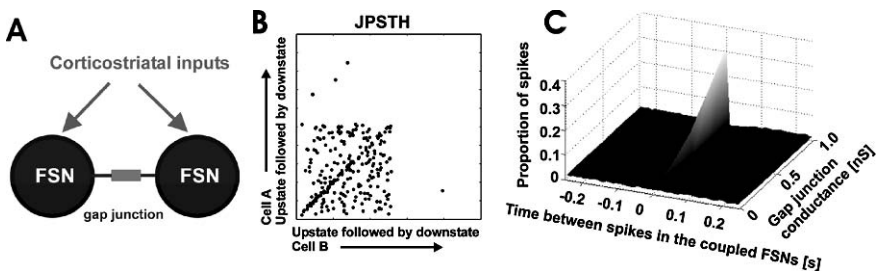 A
Corticostriatal inputs
FSN
FSN
gap junction
B
JPSTH
Cell A
Upstate followed by downstate
Upstate followed by downstate
Cell B
C
Proportion of spikes
0.4
0.3
0.2
0.1
0
-0.2
-0.1
0
0.1
0.2
Time between spikes in the coupled FSNs [s]
0
0.5
1.0
Gap junction
conductance [nS]